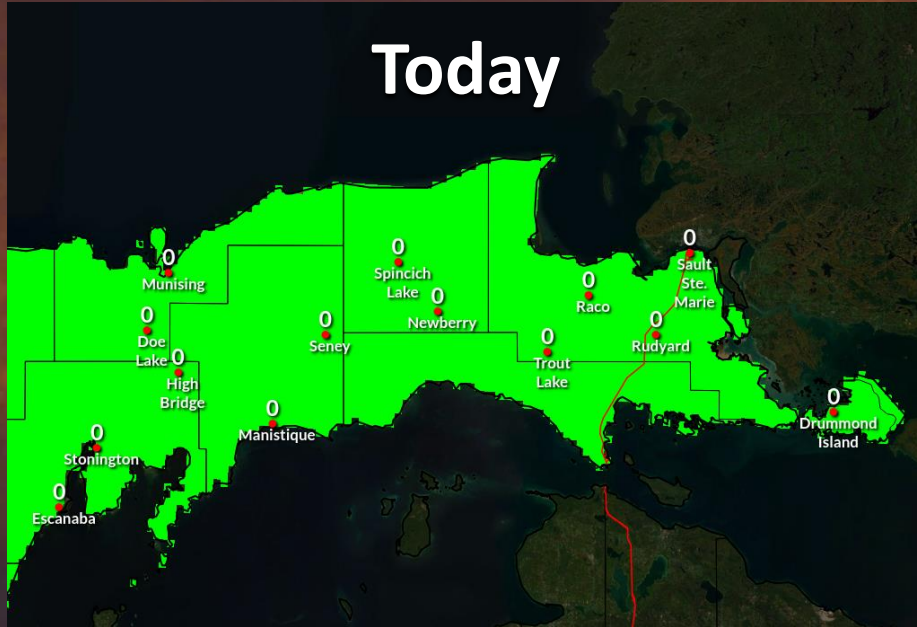 Today
0
Sault
Ste.
Marie
0
Spincich
Lake
0
Munising
0
Raco
0
Newberry
0
Doe
Lake
0
Seney
0
Rudyard
0
Trout
Lake
0
High
Bridge
0
Drummond
Island
0
Manistique
0
Stonington
0
Escanaba